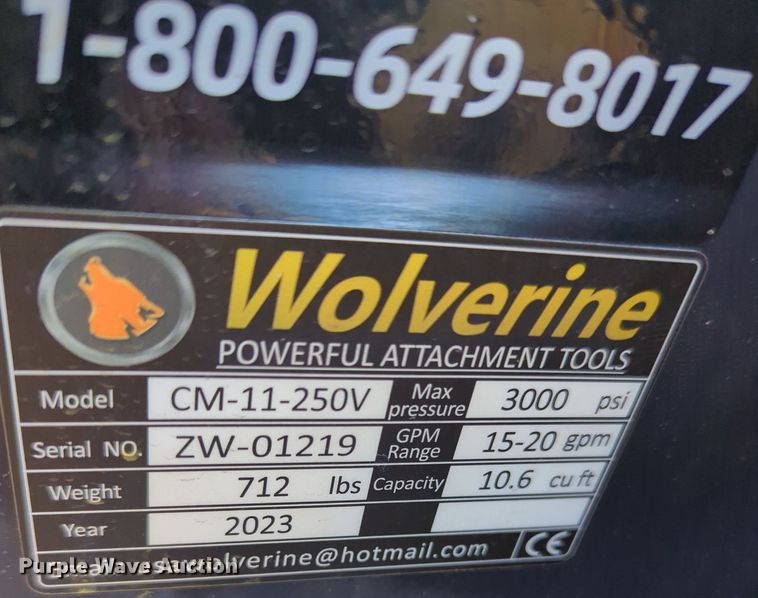 1-800-649-8017
Wolverine
POWERFUL ATTACHMENT TOOLS
Model CM-11-250V Max pressure 3000 psi
Serial NO. ZW-01219 GPM Range 15-20 gpm
Weight 712 lbs Capacity 10.6 cu ft
Year 2023
@hotmail.com CE
Purple Wave Auction